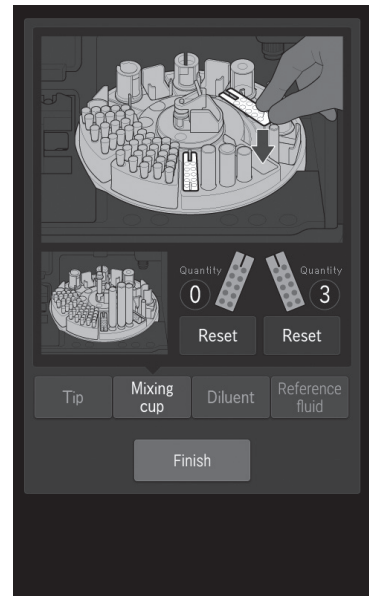 Quantity
0
Quantity
3
Reset
Reset
Tip
Mixing
cup
Diluent
Reference
fluid
Finish